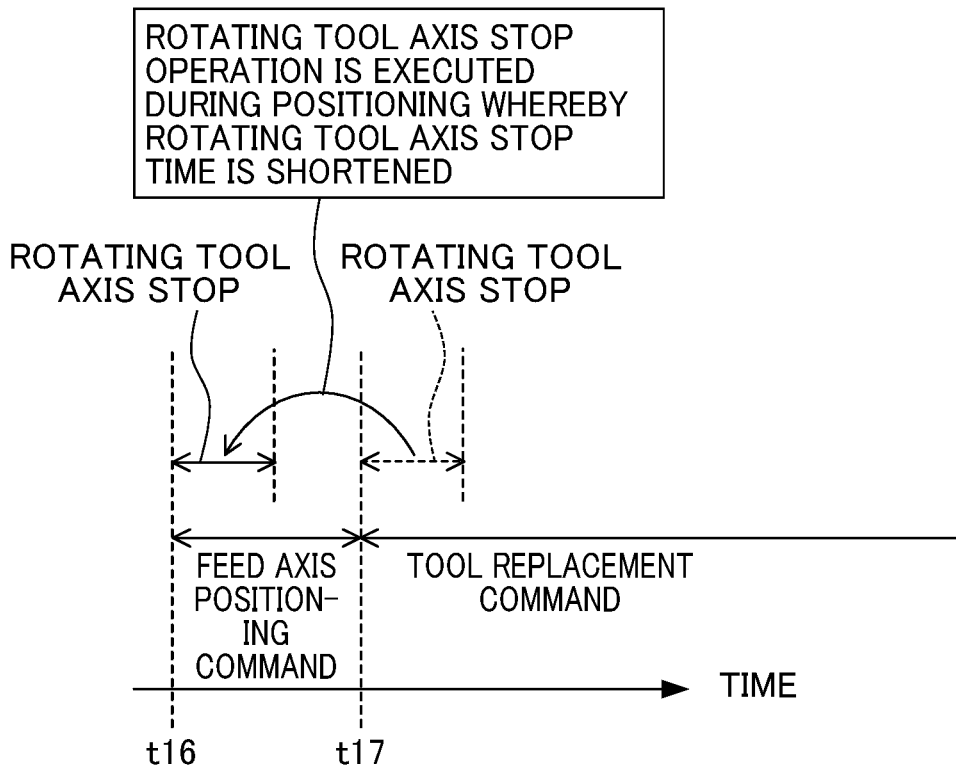 ROTATING TOOL AXIS STOP
OPERATION IS EXECUTED
DURING POSITIONING WHEREBY
ROTATING TOOL AXIS STOP
TIME IS SHORTENED
ROTATING TOOL
AXIS STOP
ROTATING TOOL
AXIS STOP
FEED AXIS
POSITION-
ING
COMMAND
TOOL REPLACEMENT
COMMAND
TIME
t16
t17